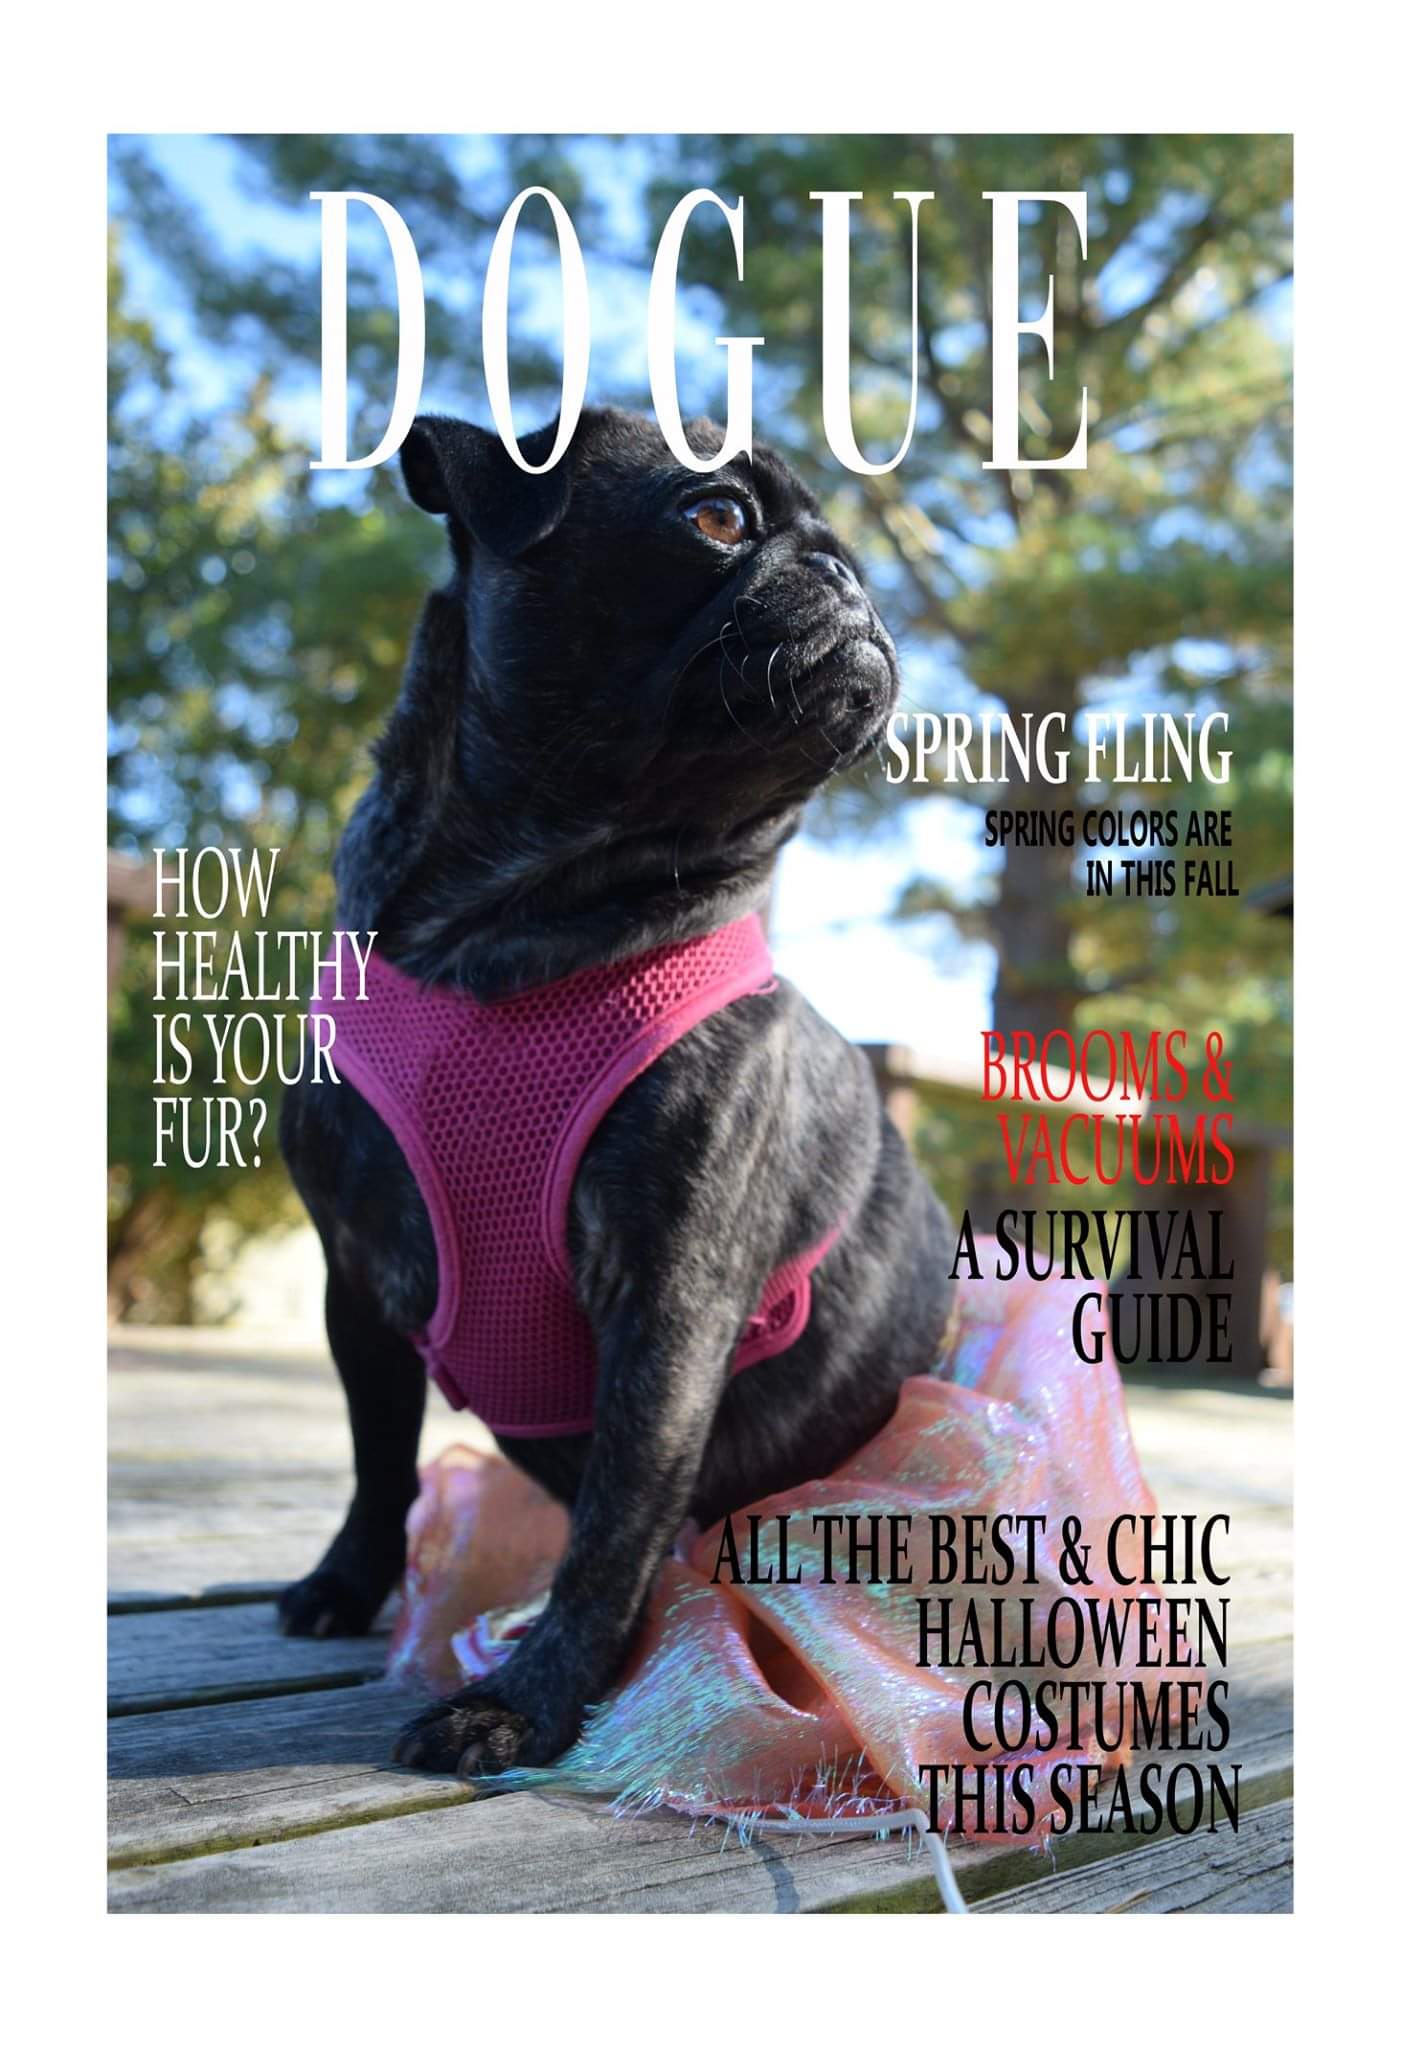 DOGUE
SPRING FLING
SPRING COLORS ARE
IN THIS FALL
HOW
HEALTHY
IS YOUR
FUR?
BROOMS &
VACUUMS
A SURVIVAL
GUIDE
ALL THE BEST & CHIC
HALLOWEEN
COSTUMES
THIS SEASON